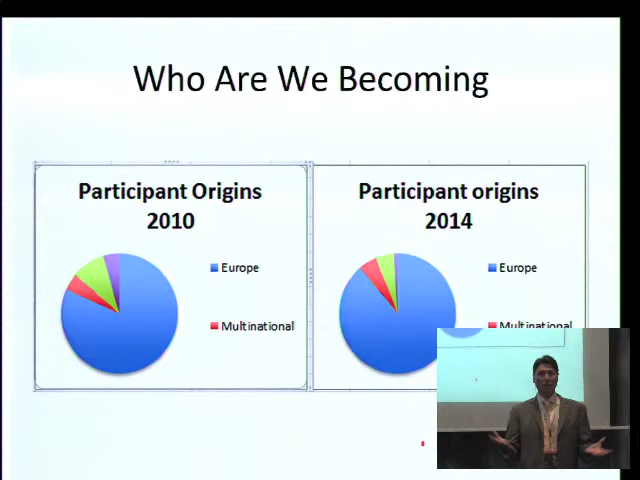 Who Are We Becoming
Participant Origins
2010
Europe
Multinational
Participant origins
2014
Europe
Multinational